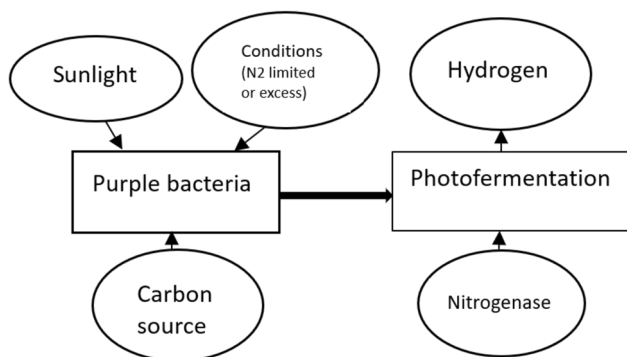 Sunlight
Conditions
(N2 limited
or excess)
Hydrogen
Purple bacteria
Photofermentation
Carbon
source
Nitrogenase